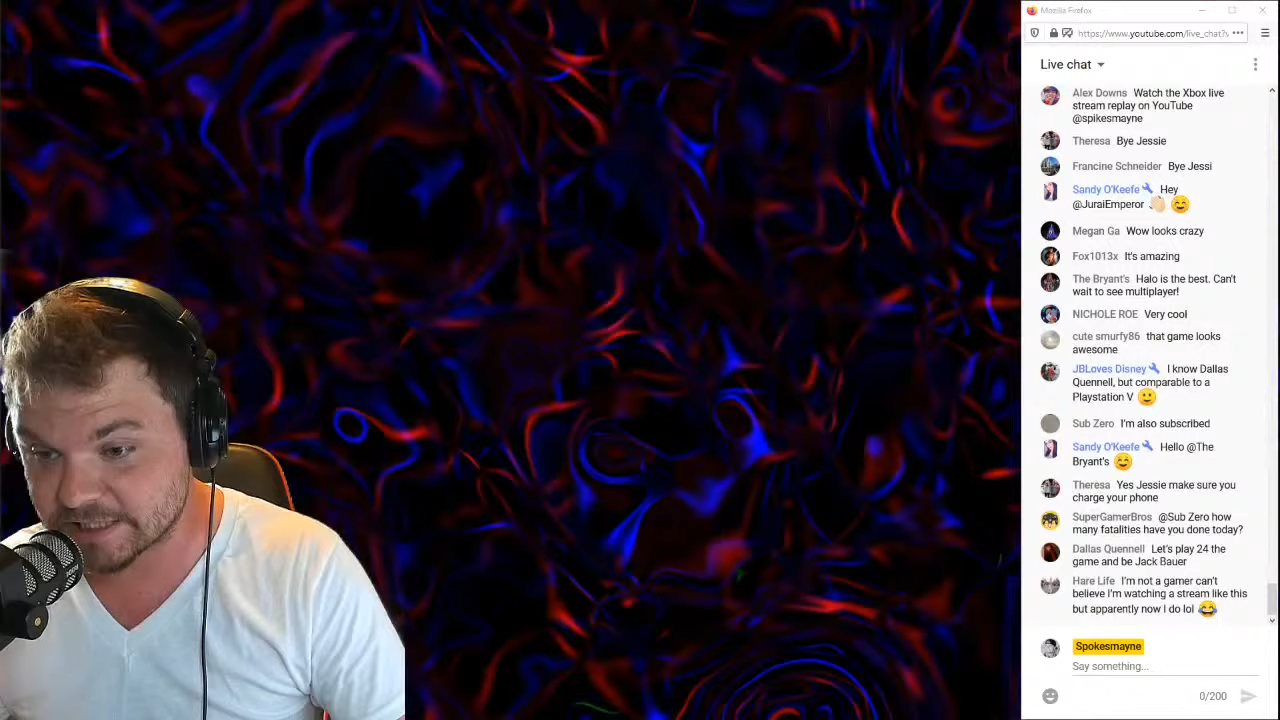 Mozilla Firefox
https://www.youtube.com/live_chat?v
Live chat
Alex Downs Watch the Xbox live
stream replay on YouTube
@spikesmayne
Theresa Bye Jessie
Francine Schneider Bye Jessi
Sandy O'Keefe Hey
@JuraiEmperor
Megan Ga Wow looks crazy
Fox1013x It's amazing
The Bryant's Halo is the best. Can't
wait to see multiplayer!
NICHOLE ROE Very cool
cute smurfy86 that game looks
awesome
JBLoves Disney I know Dallas
Quennell, but comparable to a
Playstation V
Sub Zero I'm also subscribed
Sandy O'Keefe Hello @The
Bryant's
Theresa Yes Jessie make sure you
charge your phone
SuperGamerBros @Sub Zero how
many fatalities have you done today?
Dallas Quennell Let's play 24 the
game and be Jack Bauer
Hare Life I'm not a gamer can't
believe I'm watching a stream like this
but apparently now I do lol
Spokesmayne
Say something...
0/200